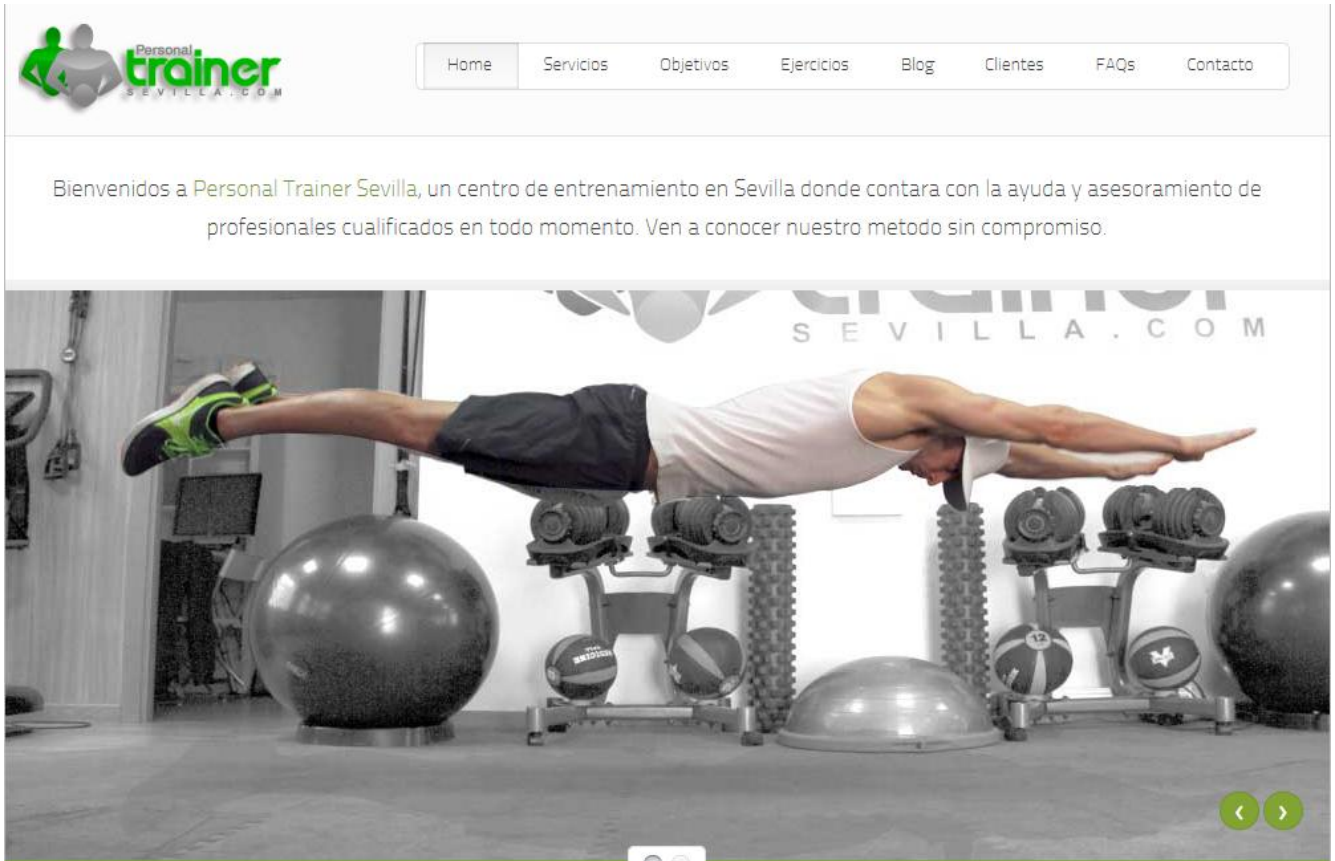 Personal
trainer
SEVILLA.COM
Home Servicios Objetivos Ejercicios Blog Clientes FAQs Contacto
Bienvenidos a Personal Trainer Sevilla, un centro de entrenamiento en Sevilla donde contara con la ayuda y asesoramiento de
profesionales cualificados en todo momento. Ven a conocer nuestro metodo sin compromiso.
trainer
SEVILLA.COM
12